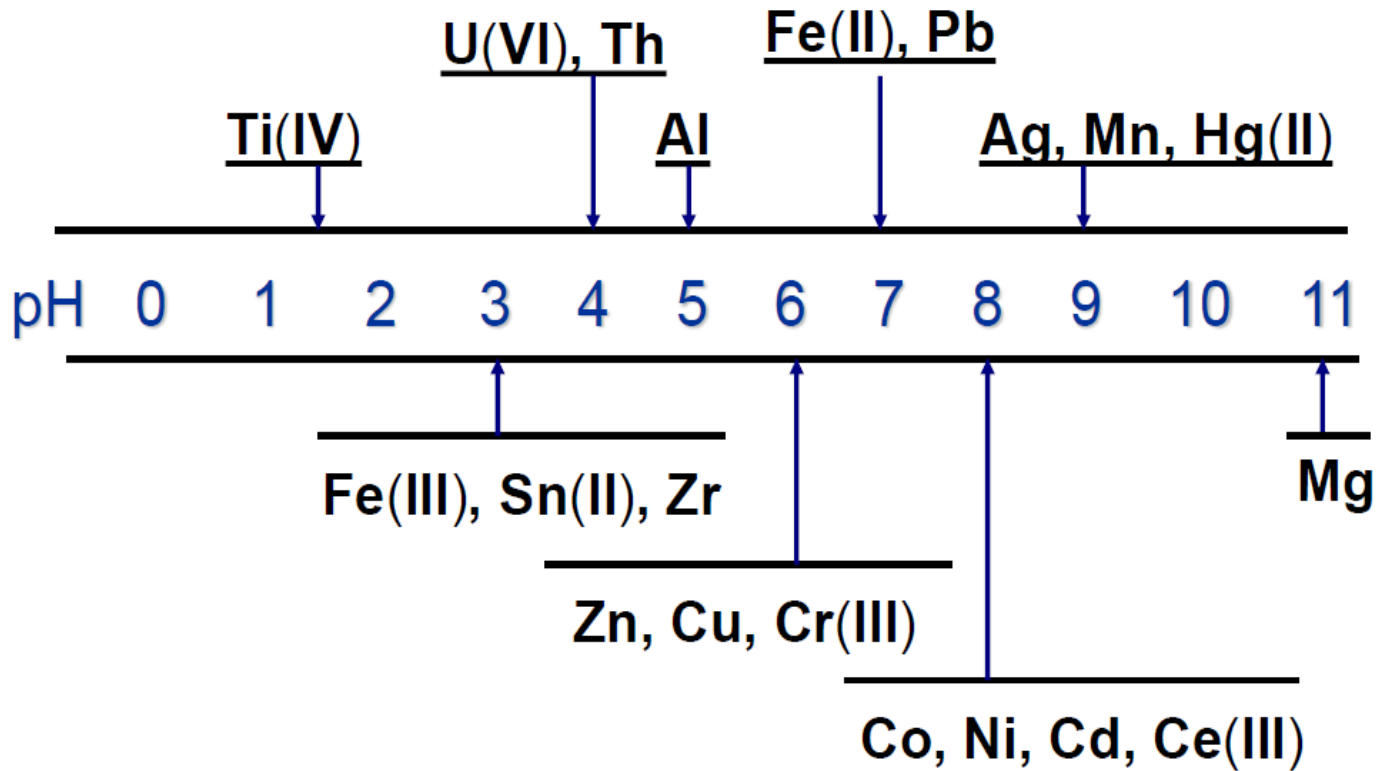 U(VI), Th
Fe(II), Pb
Ti(IV)
Al
Ag, Mn, Hg(II)
pH 0 1 2 3 4 5 6 7 8 9 10 11
Fe(III), Sn(II), Zr
Mg
Zn, Cu, Cr(III)
Co, Ni, Cd, Ce(III)